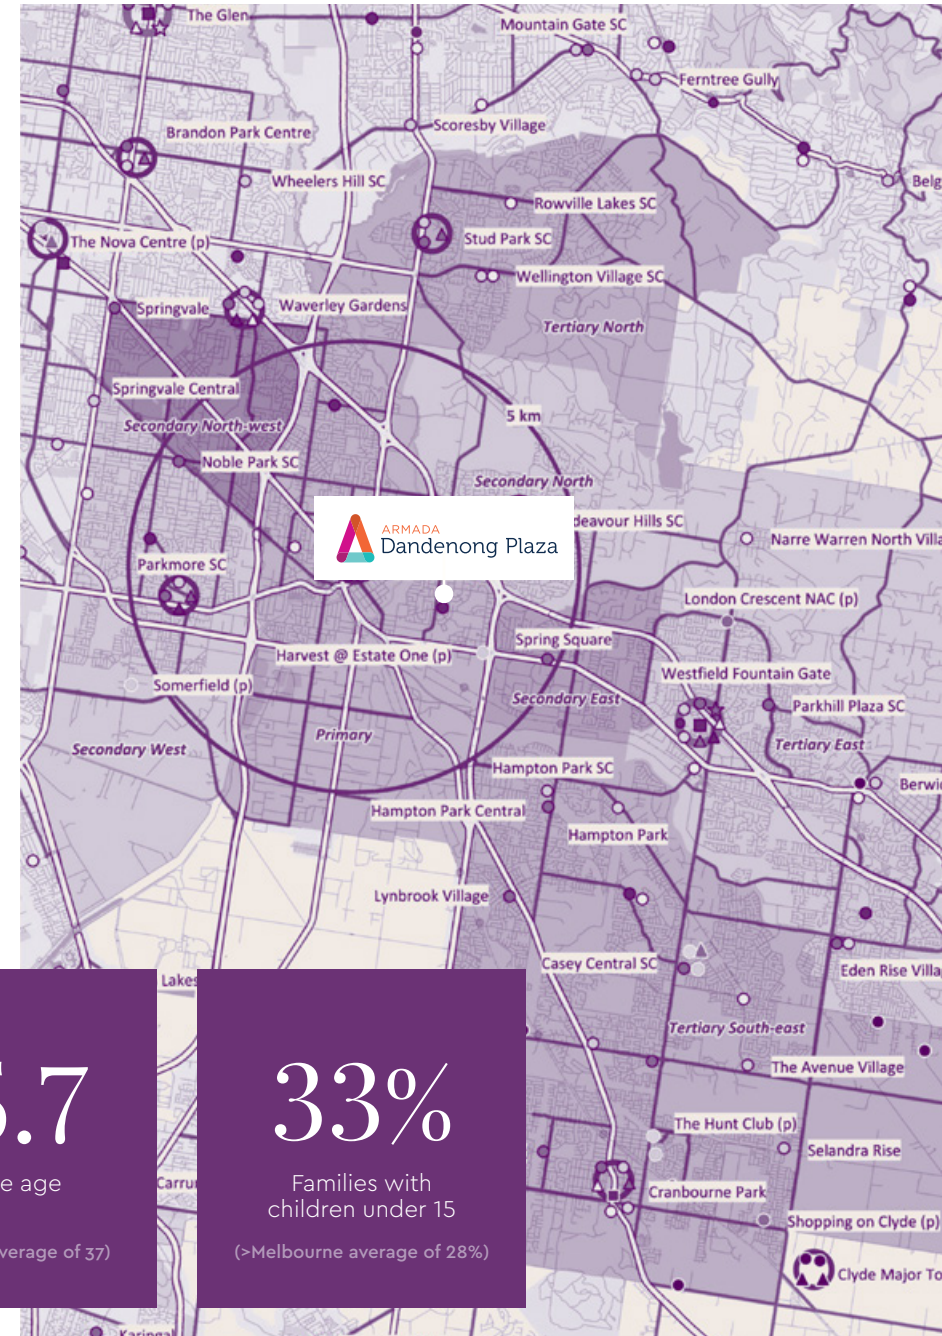 The Glen
Mountain Gate SC
Ferntree Gully
Scoresby Village
Brandon Park Centre
Wheelers Hill SC
Belg
Rowville Lakes SC
Stud Park SC
The Nova Centre (p)
Wellington Village SC
Springvale
Waverley Gardens
Tertiary North
Springvale Central
Secondary North-west
5 km
Noble Park SC
Secondary North
deavour Hills SC
ARMADA
Dandenong Plaza
Narre Warren North Villa
Parkmore SC
London Crescent NAC (p)
Spring Square
Harvest @ Estate One (p)
Westfield Fountain Gate
Somerfield (p)
Secondary East
Parkhill Plaza SC
Primary
Secondary West
Tertiary East
Hampton Park SC
Berwic
Hampton Park Central
Hampton Park
Lynbrook Village
Casey Central SC
Eden Rise Villa
Lakes
Tertiary South-east
The Avenue Village
5.7
e age
verage of 37)
33%
Families with
children under 15
(>Melbourne average of 28%)
The Hunt Club (p)
Selandra Rise
Carrum
Cranbourne Park
Shopping on Clyde (p)
Clyde Major To
Karingal